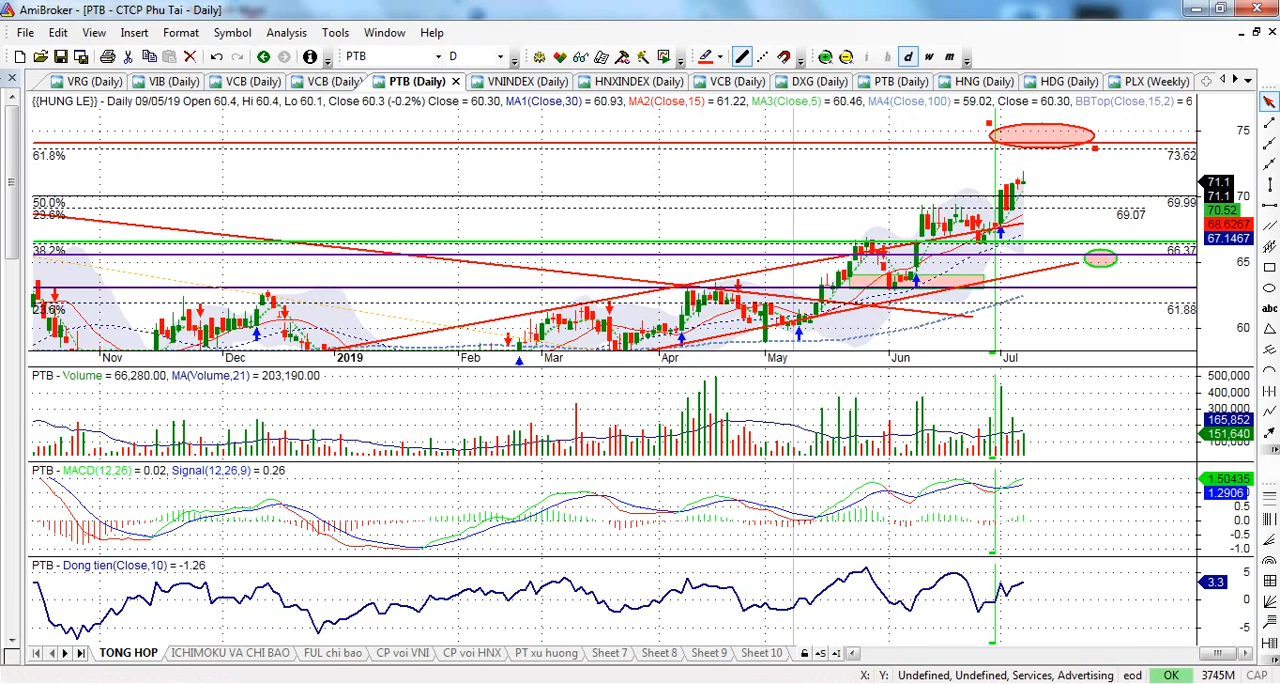 AmiBroker - [PTB - CTCP Phu Tai - Daily]
File Edit View Insert Format Symbol Analysis Tools Window Help
PTB D i h d w m
VRG (Daily) VIB (Daily) VCB (Daily) VCB (Daily PTB (Daily) VNINDEX (Daily) HNXINDEX (Daily) VCB (Daily) DXG (Daily) PTB (Daily) HNG (Daily) HDG (Daily) PLX (Weekly)
{{HUNG LE}} - Daily 09/05/19 Open 60.4, Hi 60.4, Lo 60.1, Close 60.3 (-0.2%) Close = 60.30, MA1(Close,30) = 60.93, MA2(Close,15) = 61.22, MA3(Close,5) = 60.46, MA4(Close,100) = 59.02, Close = 60.30, BBTop(Close,15,2) = 6
75
61.8% 73.62
71.1
71.1
70
50.0% 69.99
70.52
23.6% 69.07
68.6267
67.1467
38.2% 66.37
65
23.6% 61.88
60
Nov Dec 2019 Feb Mar Apr May Jun Jul
PTB - Volume = 66,280.00, MA(Volume,21) = 203,190.00
500,000
400,000
300,000
165,852
151,640
100,000
PTB - MACD(12,26) = 0.02, Signal(12,26,9) = 0.26
1.50435
1.2906
0.5
0.0
-0.5
-1.0
PTB - Dong tien(Close,10) = -1.26
5
3.3
0
-5
TONG HOP ICHIMOKU VA CHI BAO FUL chi bao CP voi VNI CP voi HNX PT xu huong Sheet 7 Sheet 8 Sheet 9 Sheet 10
X: Y: Undefined, Undefined, Services, Advertising eod OK 3745M CAP
abc